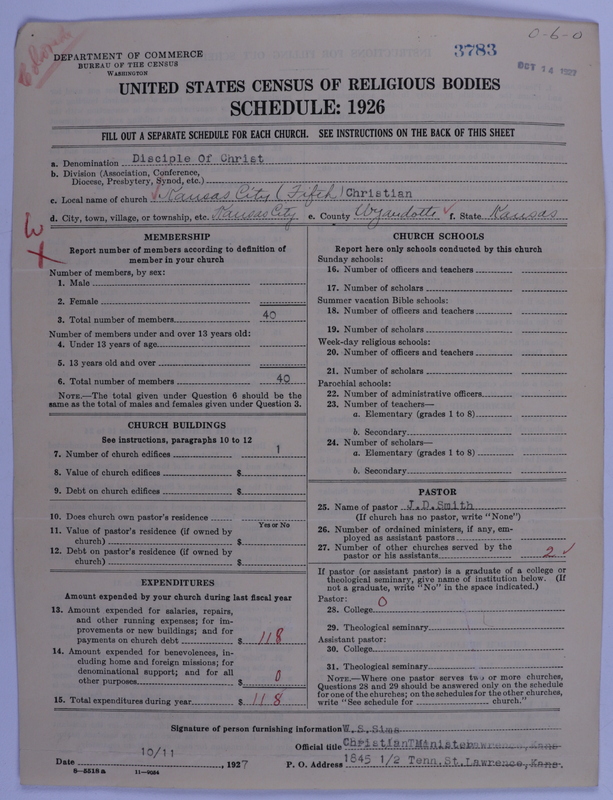 Colored
0-6-0
3783
OCT 14 1927
DEPARTMENT OF COMMERCE
BUREAU OF THE CENSUS
WASHINGTON
UNITED STATES CENSUS OF RELIGIOUS BODIES
SCHEDULE: 1926
FILL OUT A SEPARATE SCHEDULE FOR EACH CHURCH. SEE INSTRUCTIONS ON THE BACK OF THIS SHEET
a. Denomination Disciple Of Christ
b. Division (Association, Conference,
Diocese, Presbytery, Synod, etc.)
c. Local name of church Kansas City (Fifth) Christian
d. City, town, village, or township, etc. Kansas City e. County Wyandotte f. State Kansas
MEMBERSHIP
Report number of members according to definition of
member in your church
Number of members, by sex:
1. Male
2. Female
3. Total number of members 40
Number of members under and over 13 years old:
4. Under 13 years of age
5. 13 years old and over
6. Total number of members 40
NOTE.—The total given under Question 6 should be the
same as the total of males and females given under Question 3.
CHURCH BUILDINGS
See instructions, paragraphs 10 to 12
7. Number of church edifices 1
8. Value of church edifices $
9. Debt on church edifices $
10. Does church own pastor's residence
Yes or No
11. Value of pastor's residence (if owned by
church) $
12. Debt on pastor's residence (if owned by
church) $
EXPENDITURES
Amount expended by your church during last fiscal year
13. Amount expended for salaries, repairs,
and other running expenses; for im-
provements or new buildings; and for
payments on church debt $ 118
14. Amount expended for benevolences, in-
cluding home and foreign missions; for
denominational support; and for all
other purposes $ 0
15. Total expenditures during year $ 118
CHURCH SCHOOLS
Report here only schools conducted by this church
Sunday schools:
16. Number of officers and teachers
17. Number of scholars
Summer vacation Bible schools:
18. Number of officers and teachers
19. Number of scholars
Week-day religious schools:
20. Number of officers and teachers
21. Number of scholars
Parochial schools:
22. Number of administrative officers
23. Number of teachers—
a. Elementary (grades 1 to 8)
b. Secondary
24. Number of scholars—
a. Elementary (grades 1 to 8)
b. Secondary
PASTOR
25. Name of pastor J.D.Smith
(If church has no pastor, write "None")
26. Number of ordained ministers, if any, em-
ployed as assistant pastors
27. Number of other churches served by the
pastor or his assistants 2
If pastor (or assistant pastor) is a graduate of a college or
theological seminary, give name of institution below. (If
not a graduate, write "No" in the space indicated.)
Pastor: 0
28. College
29. Theological seminary
Assistant pastor:
30. College
31. Theological seminary
NOTE.—Where one pastor serves two or more churches,
Questions 28 and 29 should be answered only on the schedule
for one of the churches; on the schedules for the other churches,
write "See schedule for church."
Signature of person furnishing information W.S.Sims
Official title Christian Minister Lawrence, Kans
Date 10/11, 1927 P. O. Address 1845 1/2 Tenn.St.Lawrence,Kans.
8—5518 a 11—9034